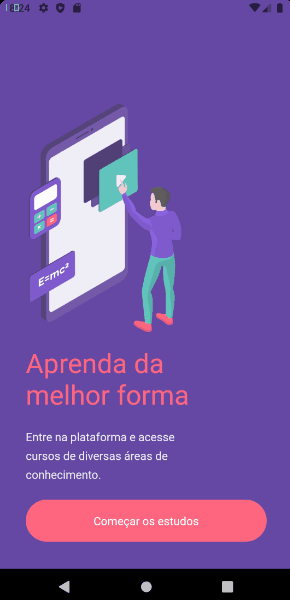 E=mc²
Aprenda da
melhor forma
Entre na plataforma e acesse
cursos de diversas áreas de
conhecimento.
Começar os estudos